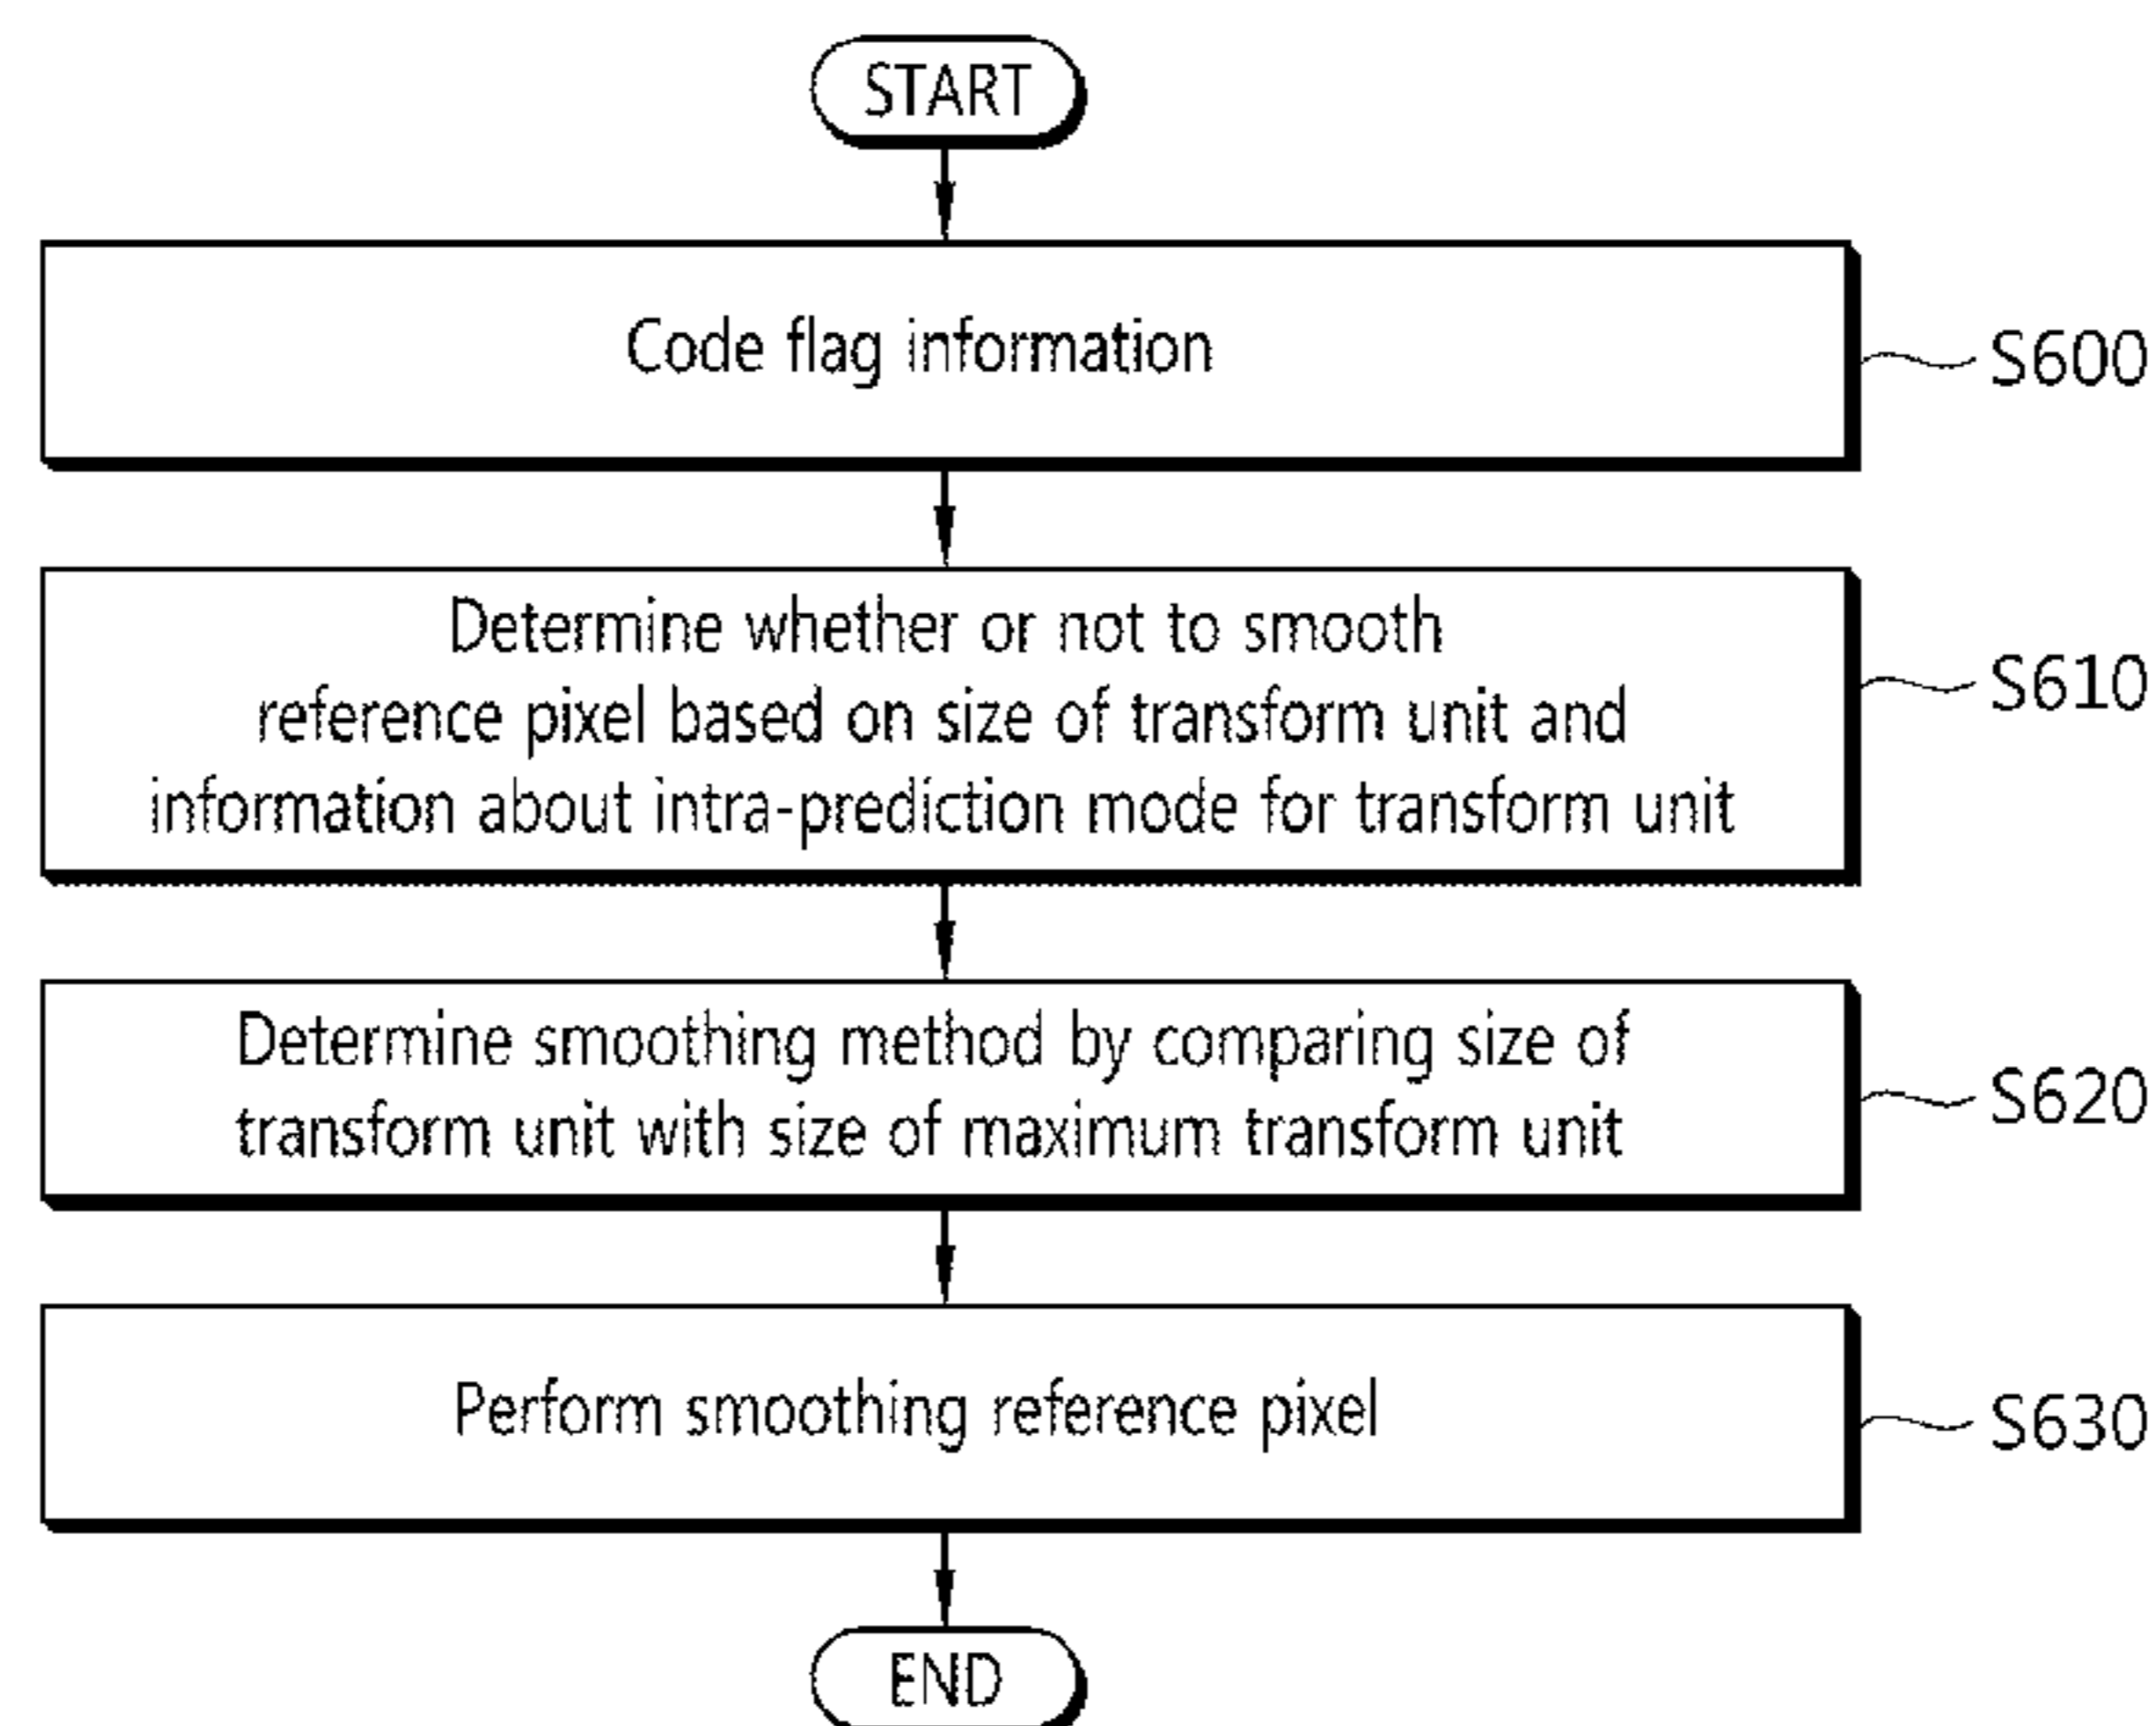 START
Code flag information
S600
Determine whether or not to smooth
reference pixel based on size of transform unit and
information about intra-prediction mode for transform unit
S610
Determine smoothing method by comparing size of
transform unit with size of maximum transform unit
S620
Perform smoothing reference pixel
S630
END